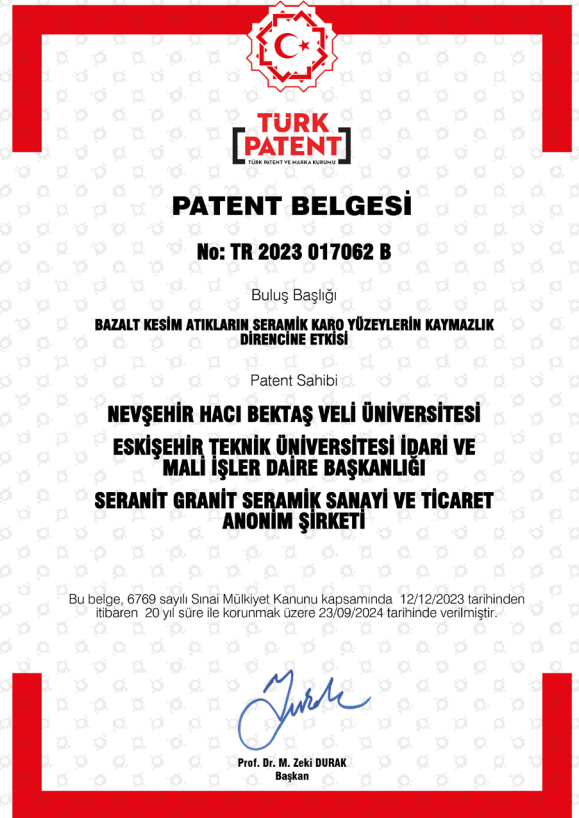 TÜRK
PATENT
TÜRK PATENT VE MARKA KURUMU
PATENT BELGESİ
No: TR 2023 017062 B
Buluş Başlığı
BAZALT KESİM ATIKLARIN SERAMİK KARO YÜZEYLERİN KAYMAZLIK
DİRENCİNE ETKİSİ
Patent Sahibi
NEVŞEHİR HACI BEKTAŞ VELİ ÜNİVERSİTESİ
ESKİŞEHİR TEKNİK ÜNİVERSİTESİ İDARİ VE
MALİ İŞLER DAİRE BAŞKANLIĞI
SERANİT GRANİT SERAMİK SANAYİ VE TİCARET
ANONİM ŞİRKETİ
Bu belge, 6769 sayılı Sınai Mülkiyet Kanunu kapsamında 12/12/2023 tarihinden
itibaren 20 yıl süre ile korunmak üzere 23/09/2024 tarihinde verilmiştir.
Prof. Dr. M. Zeki DURAK
Başkan